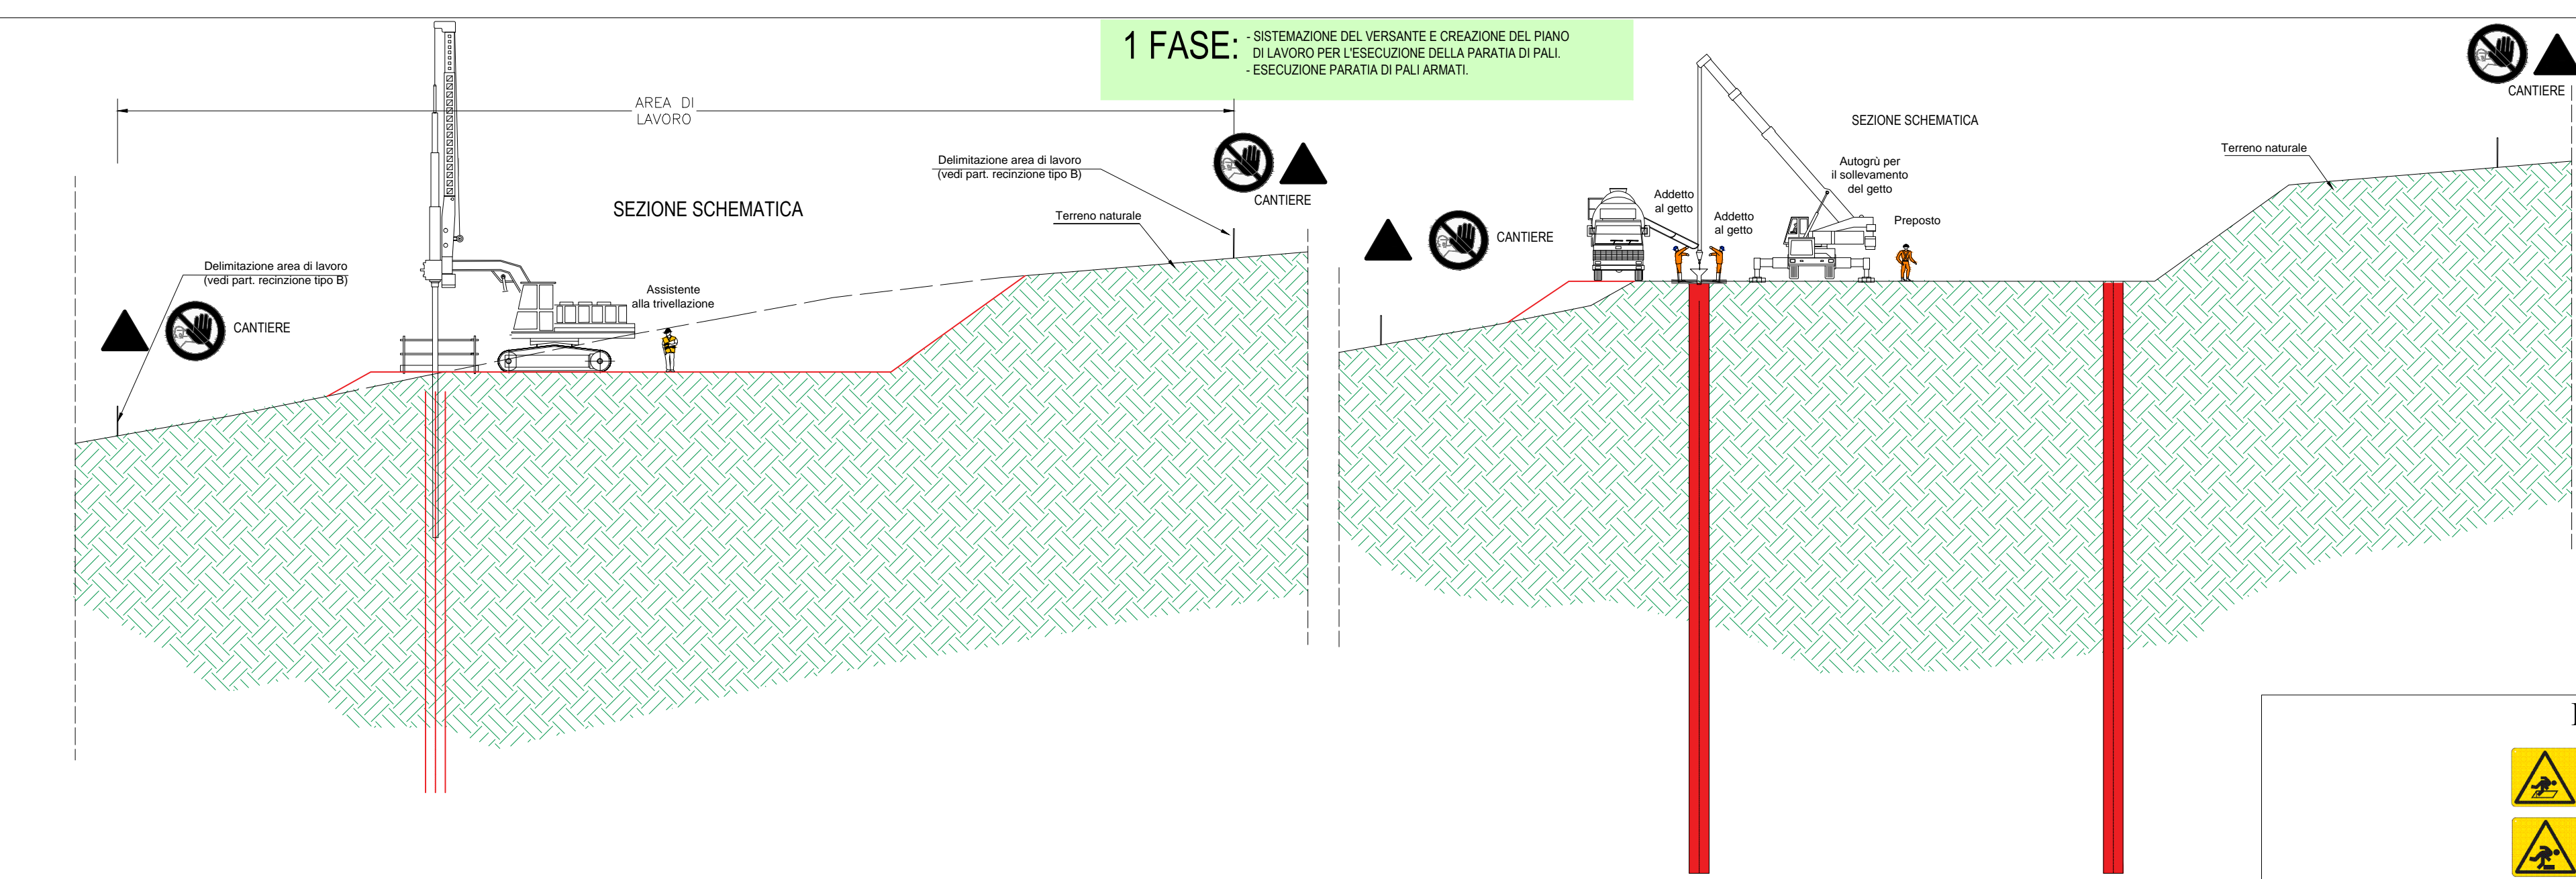 1 FASE:
- SISTEMAZIONE DEL VERSANTE E CREAZIONE DEL PIANO
DI LAVORO PER L'ESECUZIONE DELLA PARATIA DI PALI.
- ESECUZIONE PARATIA DI PALI ARMATI.
AREA DI
LAVORO
SEZIONE SCHEMATICA
Delimitazione area di lavoro
(vedi part. recinzione tipo B)
CANTIERE
Terreno naturale
Delimitazione area di lavoro
(vedi part. recinzione tipo B)
CANTIERE
Assistente
alla trivellazione
CANTIERE
SEZIONE SCHEMATICA
Terreno naturale
Autogrù per
il sollevamento
del getto
Addetto
al getto
Addetto
al getto
Preposto
CANTIERE